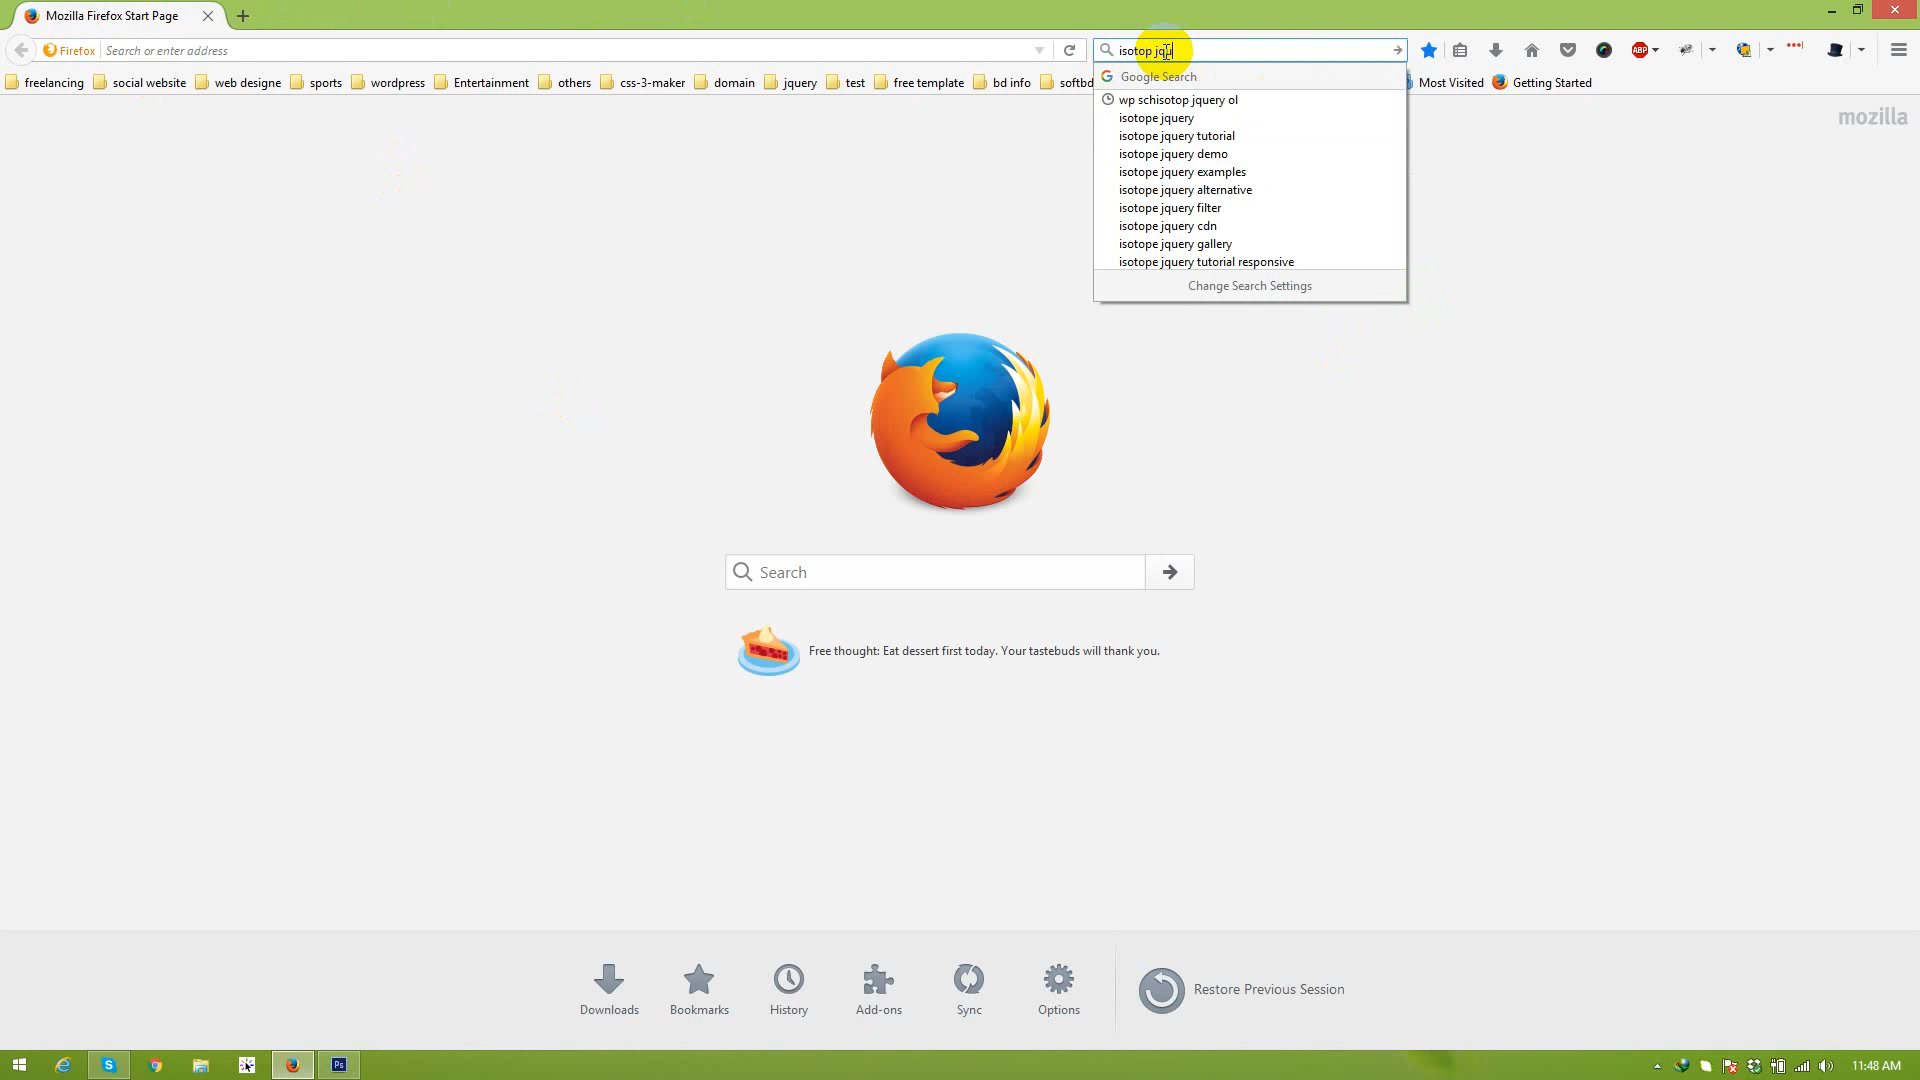 Mozilla Firefox Start Page
Firefox Search or enter address
isotop jqu
ABP
freelancing social website web designe sports wordpress Entertainment others css-3-maker domain jquery test free template bd info softbd Most Visited Getting Started
Google Search
wp schisotop jquery ol
isotope jquery
isotope jquery tutorial
isotope jquery demo
isotope jquery examples
isotope jquery alternative
isotope jquery filter
isotope jquery cdn
isotope jquery gallery
isotope jquery tutorial responsive
Change Search Settings
mozilla
Search
Free thought: Eat dessert first today. Your tastebuds will thank you.
Downloads Bookmarks History Add-ons Sync Options Restore Previous Session
Ps
11:48 AM